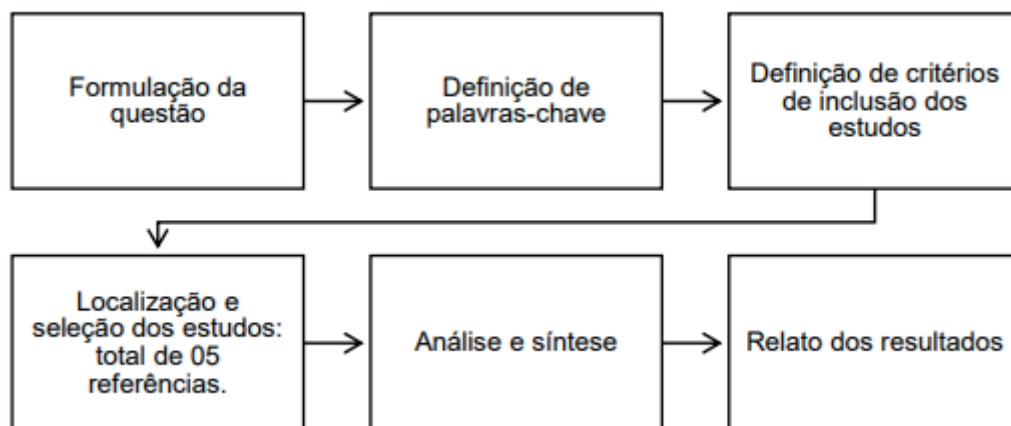 Formulação da
questão
Definição de
palavras-chave
Definição de critérios
de inclusão dos
estudos
Localização e
seleção dos estudos:
total de 05
referências.
Análise e síntese
Relato dos resultados